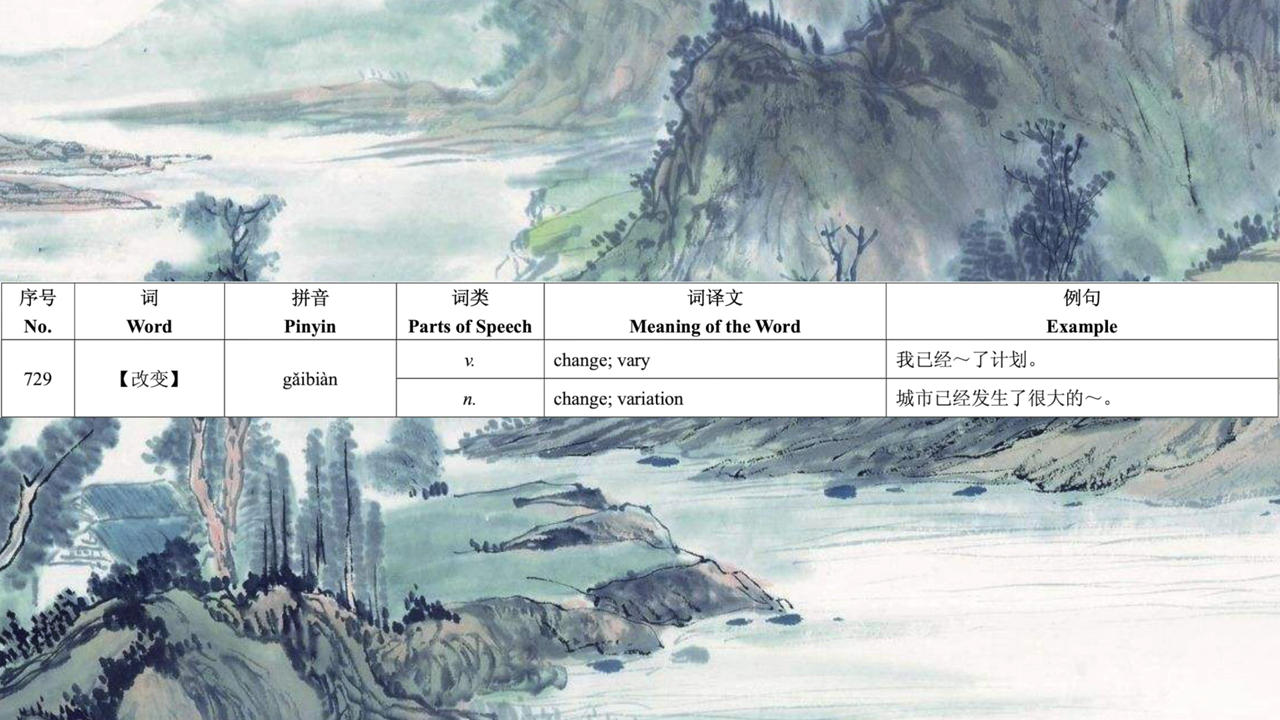 序号 词 拼音 词类 词译文 例句
No. Word Pinyin Parts of Speech Meaning of the Word Example
729 【改变】 gǎibiàn v. change; vary 我已经～了计划。
n. change; variation 城市已经发生了很大的～。